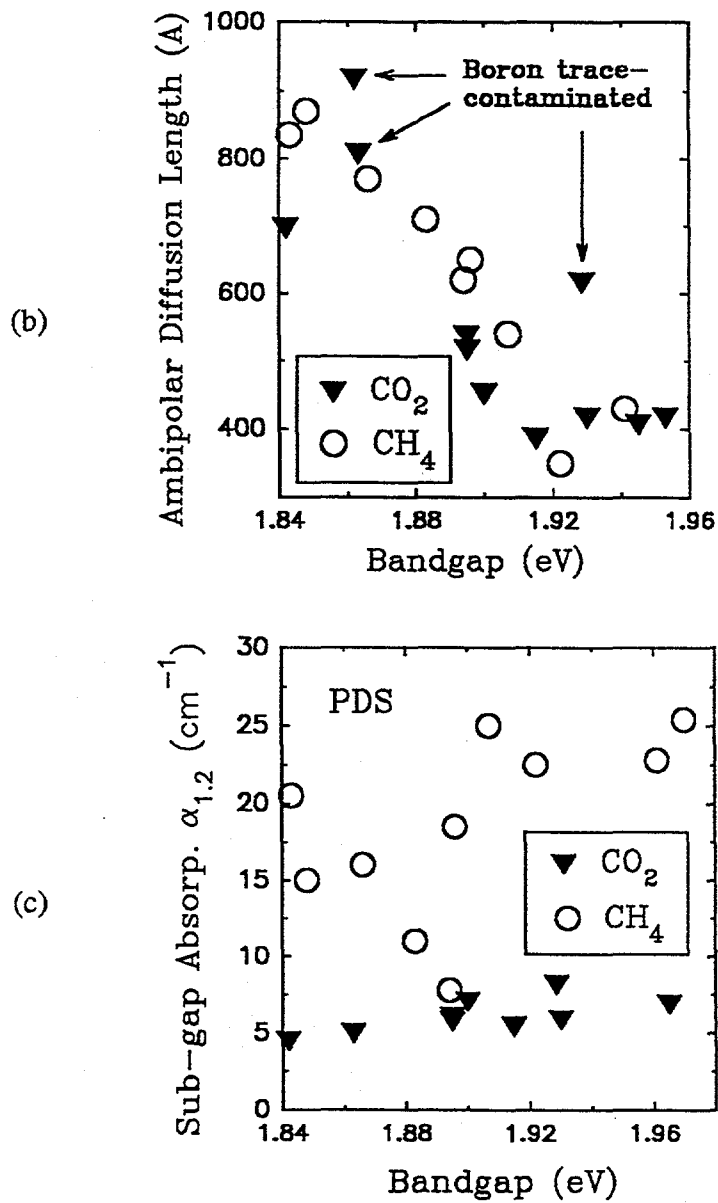 (b)
Ambipolar Diffusion Length (A)
1000
800
600
400
Boron trace-
contaminated
CO₂
CH₄
1.84
1.88
1.92
1.96
Bandgap (eV)
(c)
Sub-gap Absorp. α₁.₂ (cm⁻¹)
30
25
20
15
10
5
0
PDS
CO₂
CH₄
1.84
1.88
1.92
1.96
Bandgap (eV)